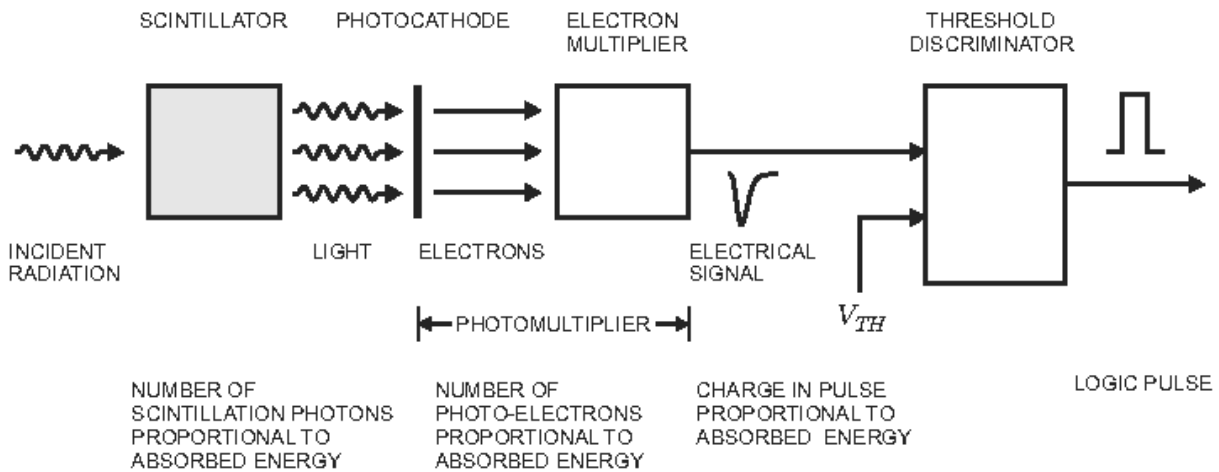 SCINTILLATOR
PHOTOCATHODE
ELECTRON
MULTIPLIER
THRESHOLD
DISCRIMINATOR
INCIDENT
RADIATION
LIGHT
ELECTRONS
ELECTRICAL
SIGNAL
V_TH
PHOTOMULTIPLIER
NUMBER OF
SCINTILLATION PHOTONS
PROPORTIONAL TO
ABSORBED ENERGY
NUMBER OF
PHOTO-ELECTRONS
PROPORTIONAL TO
ABSORBED ENERGY
CHARGE IN PULSE
PROPORTIONAL TO
ABSORBED ENERGY
LOGIC PULSE